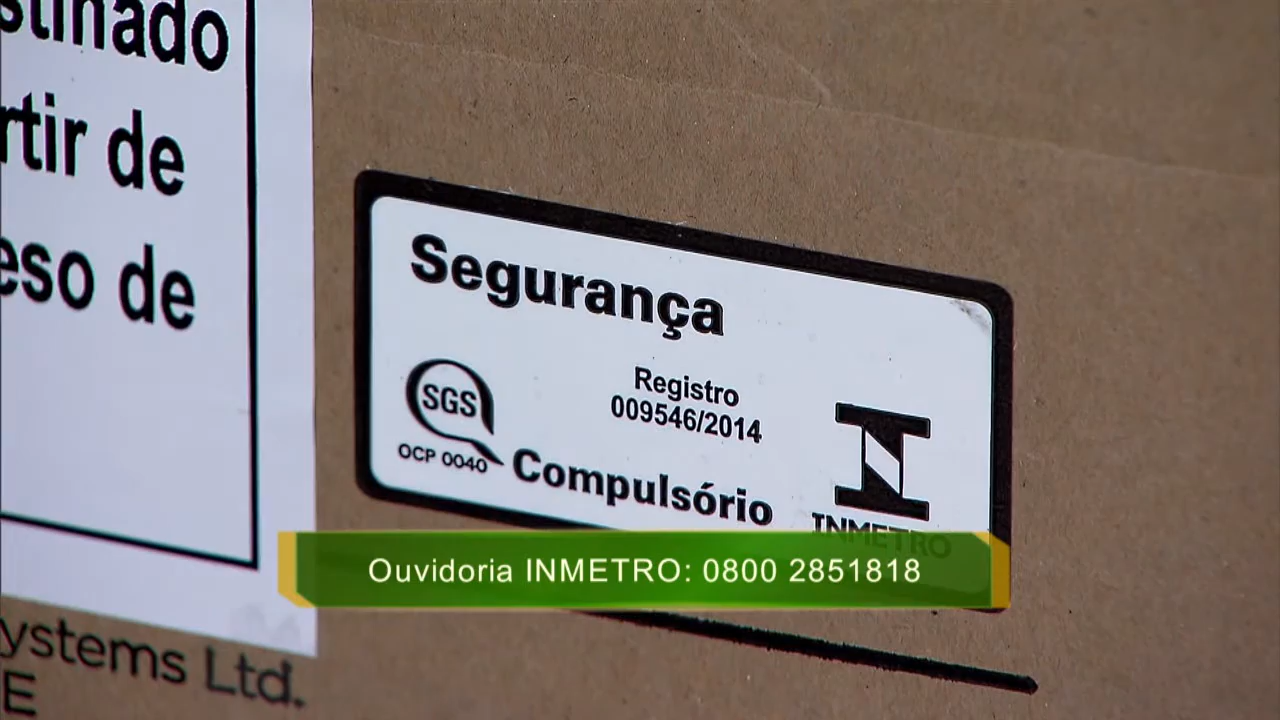 stinado
rtir de
eso de
Segurança
Registro
009546/2014
SGS
OCP 0040
Compulsório
INMETRO
Ouvidoria INMETRO: 0800 2851818
ystems Ltd.
E